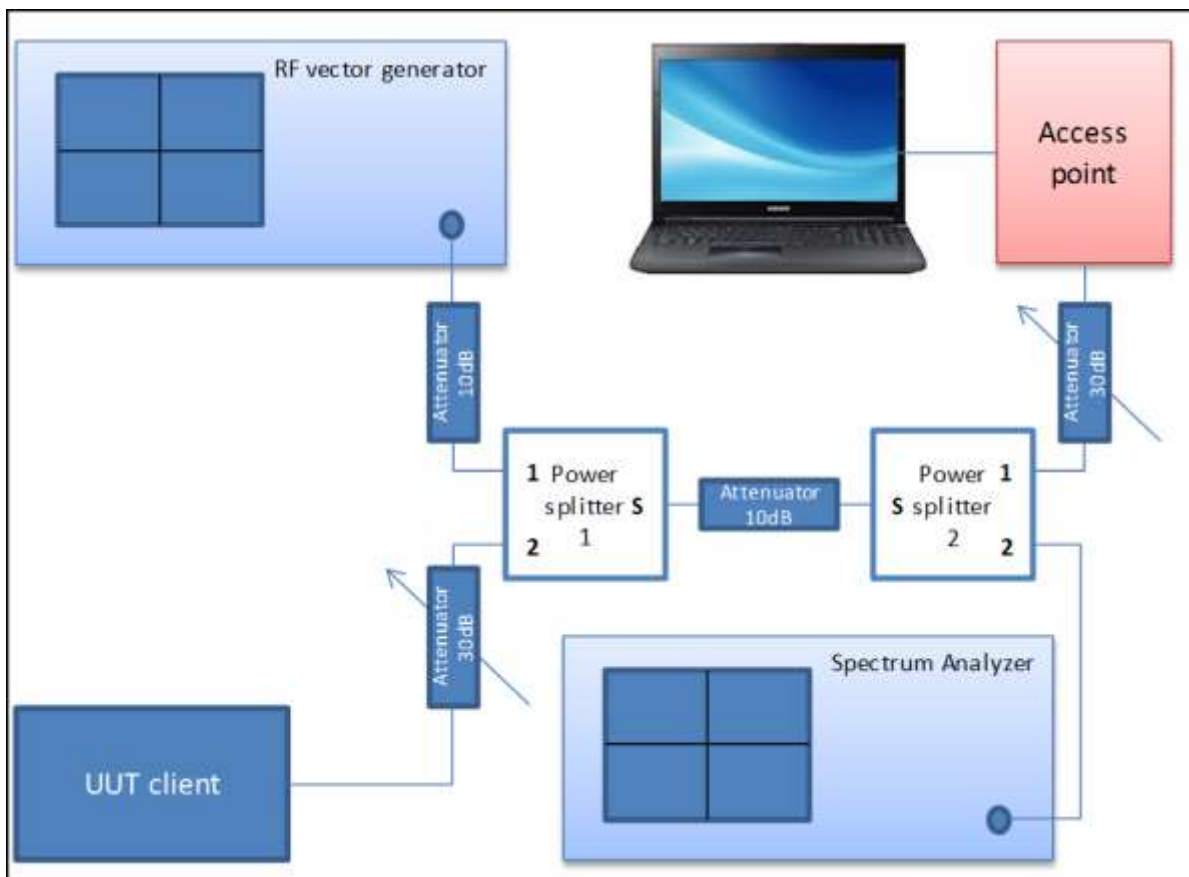 RF vector generator
Access
point
Attenuator
10dB
Attenuator
30dB
1 Power
splitter S
2 1
Attenuator
10dB
Power 1
S splitter
2 2
Attenuator
30dB
Spectrum Analyzer
UUT client